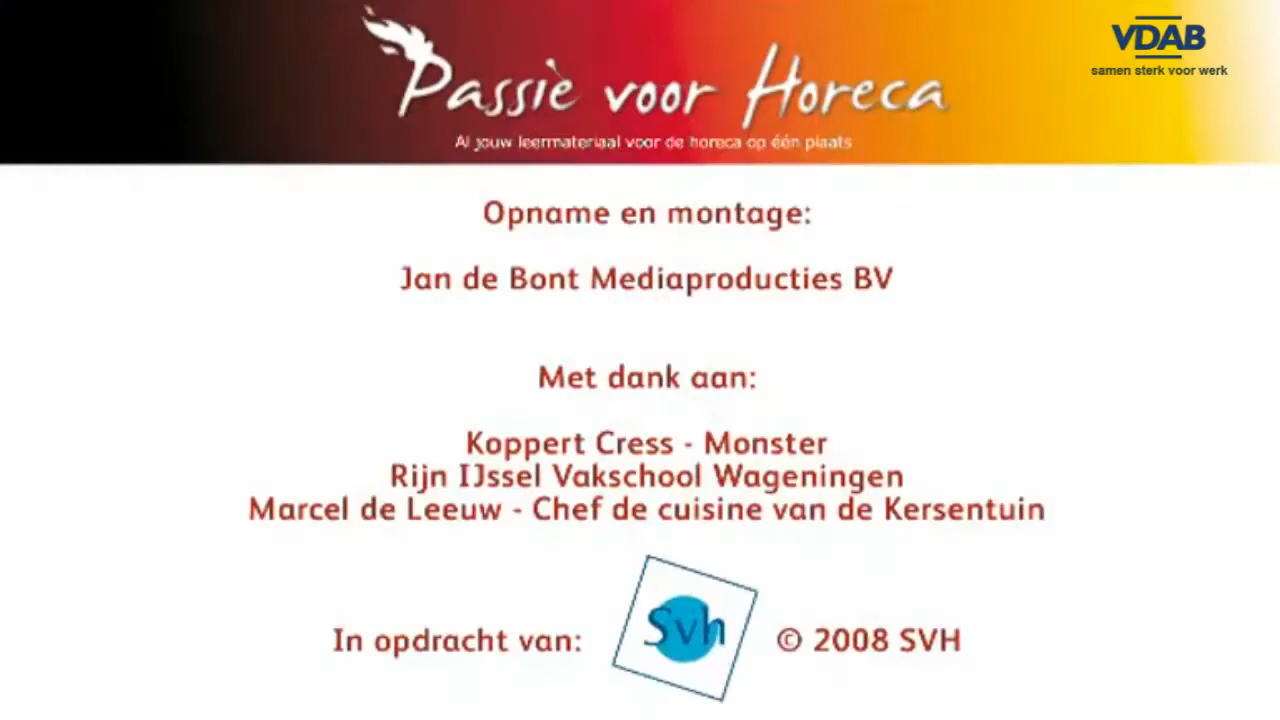 VDAB
samen sterk voor werk
Passie voor Horeca
Al jouw leermateriaal voor de horeca op één plaats
Opname en montage:
Jan de Bont Mediaproducties BV
Met dank aan:
Koppert Cress - Monster
Rijn IJssel Vakschool Wageningen
Marcel de Leeuw - Chef de cuisine van de Kersentuin
In opdracht van: Svh © 2008 SVH